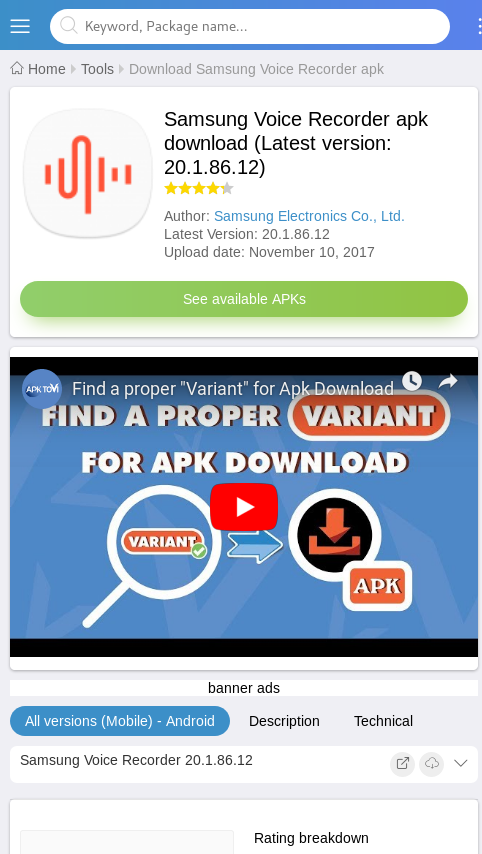 Keyword, Package name...
Home Tools Download Samsung Voice Recorder apk
Samsung Voice Recorder apk
download (Latest version:
20.1.86.12)
Author: Samsung Electronics Co., Ltd.
Latest Version: 20.1.86.12
Upload date: November 10, 2017
See available APKs
Find a proper "Variant" for Apk Download
FIND A PROPER VARIANT
FOR APK DOWNLOAD
VARIANT
APK
banner ads
All versions (Mobile) - Android Description Technical
Samsung Voice Recorder 20.1.86.12
Rating breakdown